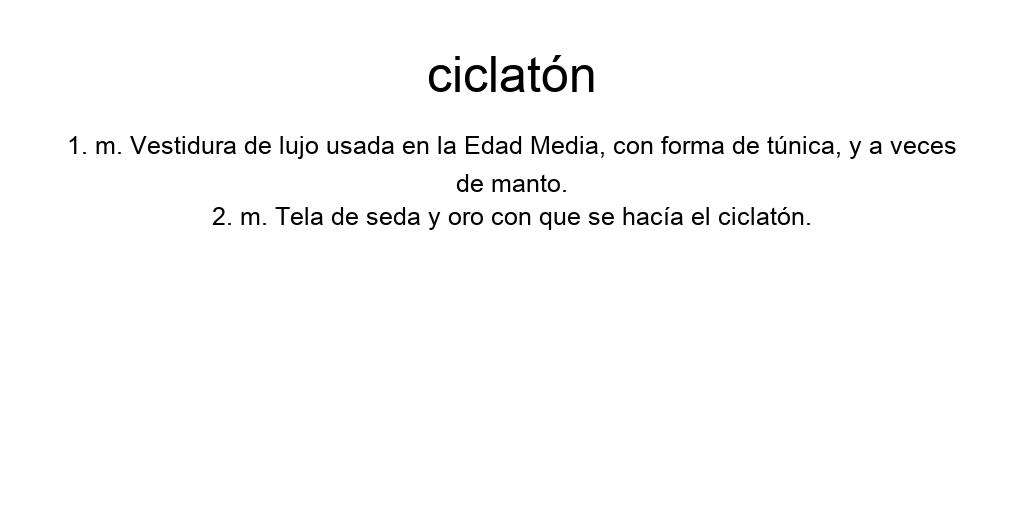 ciclatón
1. m. Vestidura de lujo usada en la Edad Media, con forma de túnica, y a veces
de manto.
2. m. Tela de seda y oro con que se hacía el ciclatón.